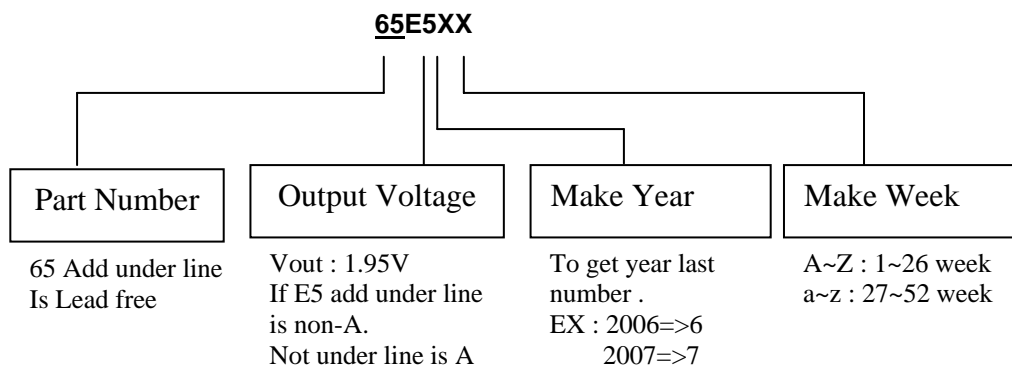 65E5XX
Part Number
65 Add under line
Is Lead free
Output Voltage
Vout : 1.95V
If E5 add under line
is non-A.
Not under line is A
Make Year
To get year last
number .
EX : 2006=>6
2007=>7
Make Week
A~Z : 1~26 week
a~z : 27~52 week